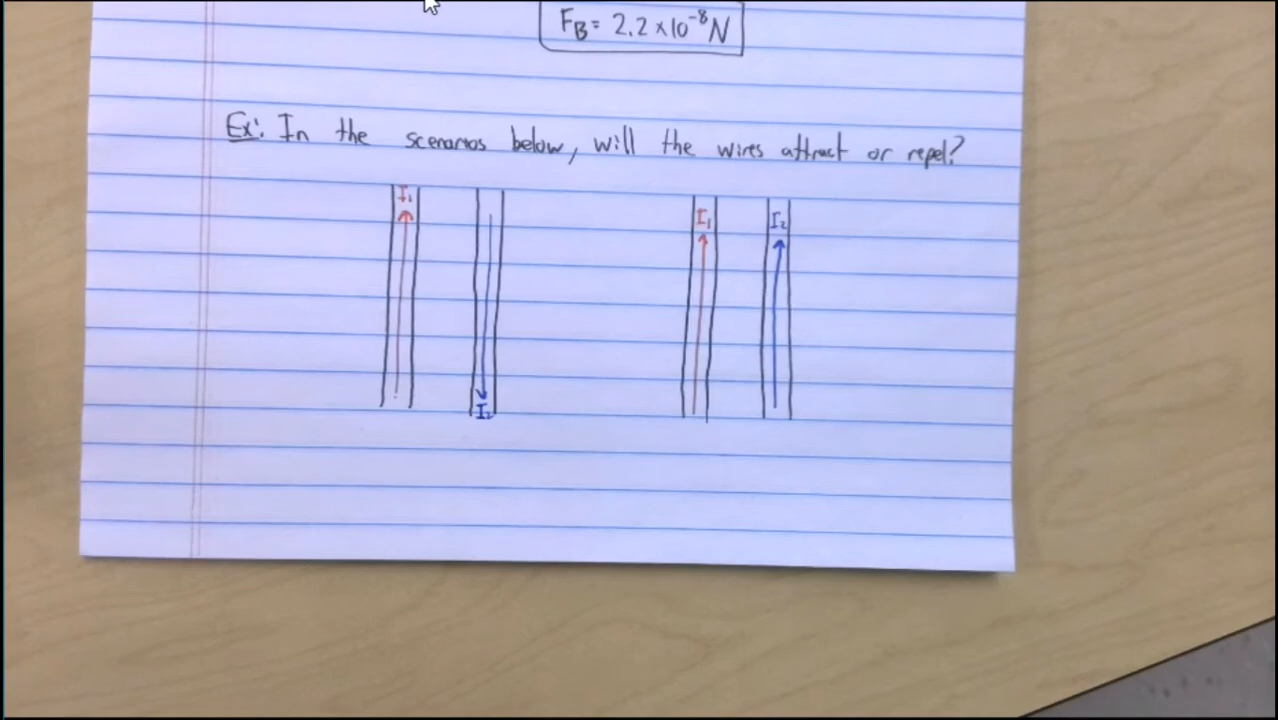 F_B = 2.2 x10⁻⁸ N
Ex: In the scenarios below, will the wires attract or repel?
I₁
I₁ I₂
I₂